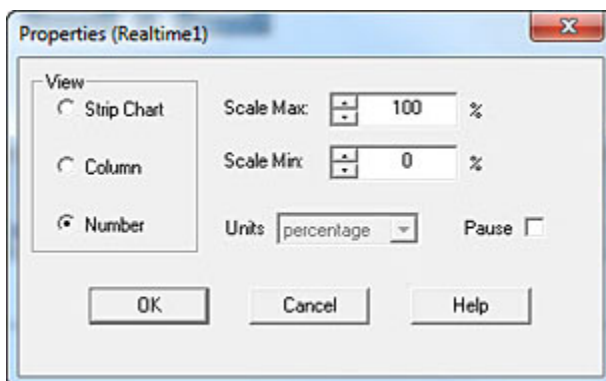 Properties (Realtime1)
View
Strip Chart
Column
Number
Scale Max: 100 %
Scale Min: 0 %
Units percentage Pause
OK Cancel Help